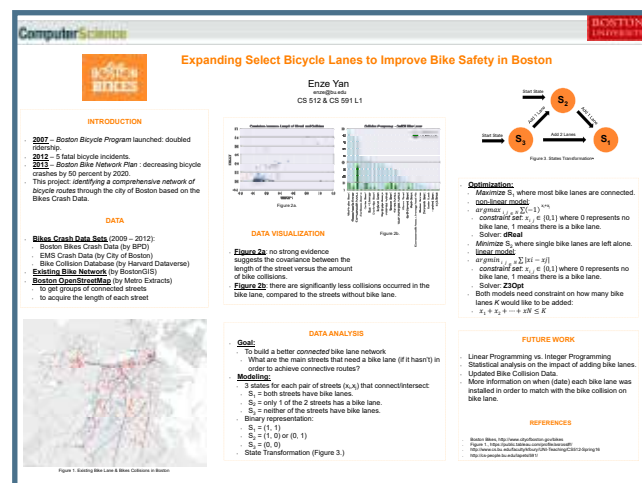 ComputerScience
BOSTON
UNIVERSITY
BOSTON
BIKES
Expanding Select Bicycle Lanes to Improve Bike Safety in Boston
Enze Yan
enze@bu.edu
CS 512 & CS 591 L1
INTRODUCTION
2007 – Boston Bicycle Program launched: doubled
ridership.
2012 – 5 fatal bicycle incidents.
2013 – Boston Bike Network Plan : decreasing bicycle
crashes by 50 percent by 2020.
This project: identifying a comprehensive network of
bicycle routes through the city of Boston based on the
Bikes Crash Data.
DATA
Bikes Crash Data Sets (2009 – 2012):
Boston Bikes Crash Data (by BPD)
EMS Crash Data (by City of Boston)
Bike Collision Database (by Harvard Dataverse)
Existing Bike Network (by BostonGIS)
Boston OpenStreetMap (by Metro Extracts)
to get groups of connected streets
to acquire the length of each street
Figure 1: Existing Bike Lane & Bikes Collisions in Boston
Figure 2a.
Figure 2b.
DATA VISUALIZATION
Figure 2a: no strong evidence
suggests the covariance between the
length of the street versus the amount
of bike collisions.
Figure 2b: there are significantly less collisions occurred in the
bike lane, compared to the streets without bike lane.
DATA ANALYSIS
Goal:
To build a better connected bike lane network
What are the main streets that need a bike lane (if it hasn't) in
order to achieve connective routes?
Modeling:
3 states for each pair of streets (xi,xj) that connect/intersect:
S1 = both streets have bike lanes.
S2 = only 1 of the 2 streets has a bike lane.
S3 = neither of the streets have bike lanes.
Binary representation:
S1 = (1, 1)
S2 = (1, 0) or (0, 1)
S3 = (0, 0)
State Transformation (Figure 3.)
Start State
S2
Add 1 Lane
Add 1 Lane
Start State
S3
Add 2 Lanes
S1
Figure 3. States Transformation
Optimization:
Maximize S1 where most bike lanes are connected.
non-linear model:
constraint set: xi,j ∈ {0,1} where 0 represents no
bike lane, 1 means there is a bike lane.
Solver: dReal
Minimize S2 where single bike lanes are left alone.
linear model:
constraint set: xi,j ∈ {0,1} where 0 represents no
bike lane, 1 means there is a bike lane.
Solver: Z3Opt
Both models need constraint on how many bike
lanes K would like to be added:
x1 + x2 + ⋯ + xN ≤ K
FUTURE WORK
Linear Programming vs. Integer Programming
Statistical analysis on the impact of adding bike lanes.
Updated Bike Collision Data.
More information on when (date) each bike lane was
installed in order to match with the bike collision on
bike lane.
REFERENCES
Boston Bikes, http://www.cityofboston.gov/bikes